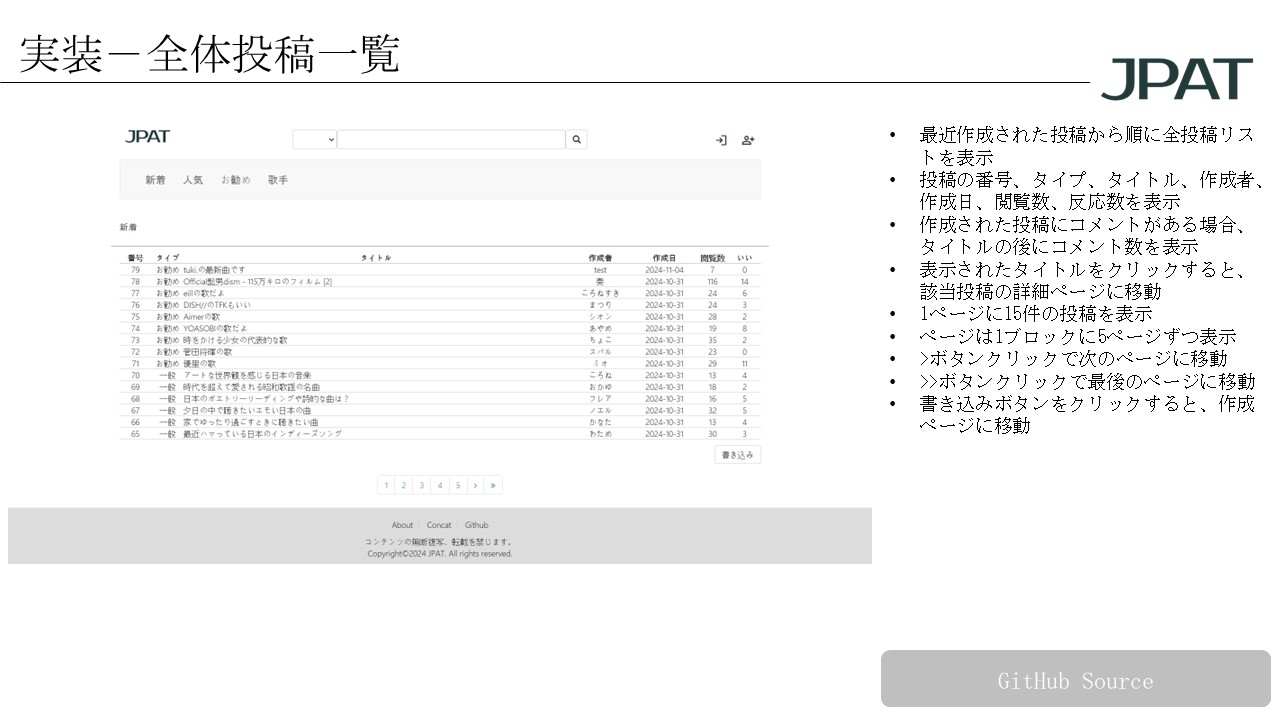 実装－全体投稿一覧
JPAT
JPAT
新着 人気 お勧め 歌手
新着
番号 タイプ タイトル 作成者 作成日 閲覧数 いい
79 お勧め tuki.の最新曲です test 2024-11-04 7 0
78 お勧め Official髭男dism - 115万キロのフィルム [2] 奏 2024-10-31 116 14
77 お勧め eillの歌だよ ころねすき 2024-10-31 24 6
76 お勧め DISH//のTFKもいい まつり 2024-10-31 24 3
75 お勧め Aimerの歌 シオン 2024-10-31 28 2
74 お勧め YOASOBIの歌だよ あやめ 2024-10-31 19 8
73 お勧め 時をかける少女の代表的な歌 ちょこ 2024-10-31 35 2
72 お勧め 菅田将暉の歌 スバル 2024-10-31 23 0
71 お勧め 優里の歌 ミオ 2024-10-31 29 11
70 一般 アートな世界観を感じる日本の音楽 ころね 2024-10-31 13 4
69 一般 時代を超えて愛される昭和歌謡の名曲 おかゆ 2024-10-31 18 2
68 一般 日本のポエトリーリーディングや詩的な曲は？ フレア 2024-10-31 16 5
67 一般 夕日の中で聴きたいエモい日本の曲 ノエル 2024-10-31 32 5
66 一般 家でゆったり過ごすときに聴きたい曲 かなた 2024-10-31 13 4
65 一般 最近ハマっている日本のインディーズソング わため 2024-10-31 30 3
書き込み
1 2 3 4 5 › »
About Concat Github
コンテンツの無断複写、転載を禁じます。
Copyright©2024 JPAT. All rights reserved.
• 最近作成された投稿から順に全投稿リス
トを表示
• 投稿の番号、タイプ、タイトル、作成者、
作成日、閲覧数、反応数を表示
• 作成された投稿にコメントがある場合、
タイトルの後にコメント数を表示
• 表示されたタイトルをクリックすると、
該当投稿の詳細ページに移動
• 1ページに15件の投稿を表示
• ページは1ブロックに5ページずつ表示
• >ボタンクリックで次のページに移動
• >>ボタンクリックで最後のページに移動
• 書き込みボタンをクリックすると、作成
ページに移動
GitHub Source